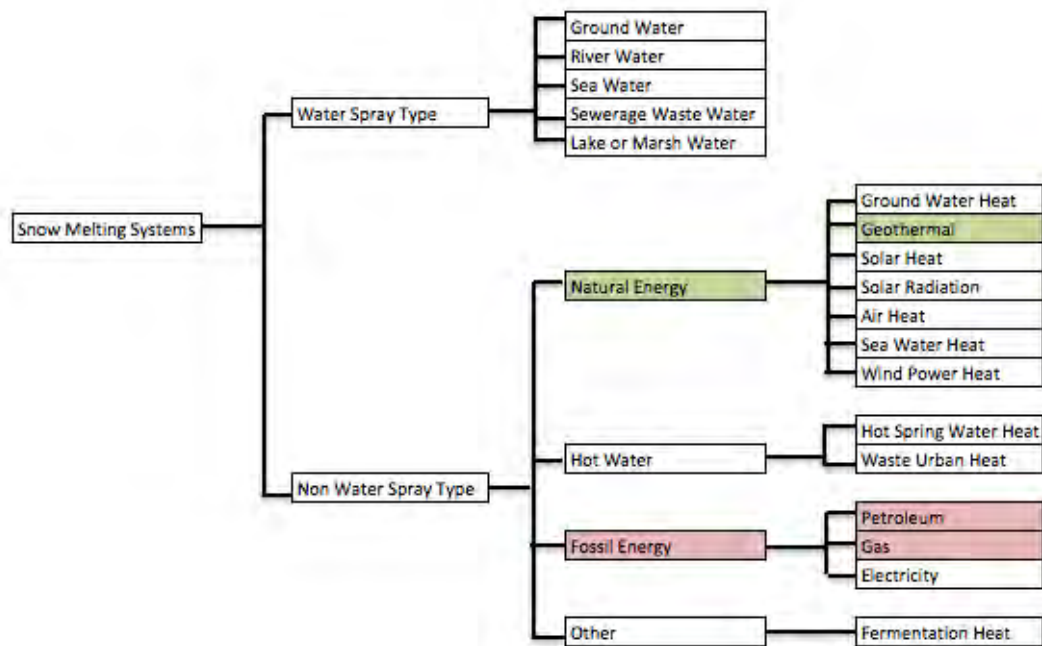 Ground Water
River Water
Sea Water
Water Spray Type
Sewerage Waste Water
Lake or Marsh Water
Ground Water Heat
Snow Melting Systems
Geothermal
Solar Heat
Natural Energy
Solar Radiation
Air Heat
Sea Water Heat
Wind Power Heat
Hot Spring Water Heat
Hot Water
Waste Urban Heat
Non Water Spray Type
Petroleum
Fossil Energy
Gas
Electricity
Other
Fermentation Heat